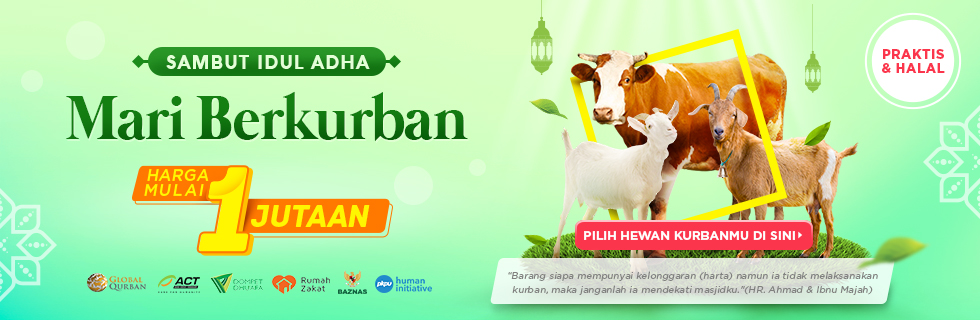 SAMBUT IDUL ADHA
Mari Berkurban
HARGA
MULAI
1
JUTAAN
PRAKTIS
& HALAL
PILIH HEWAN KURBANMU DI SINI
"Barang siapa mempunyai kelonggaran (harta) namun ia tidak melaksanakan
kurban, maka janganlah ia mendekati masjidku."(HR. Ahmad & Ibnu Majah)
GLOBAL
QURBAN
ACT
DOMPET
DHUAFA
Rumah
Zakat
BAZNAS
pkpu
human
initiative